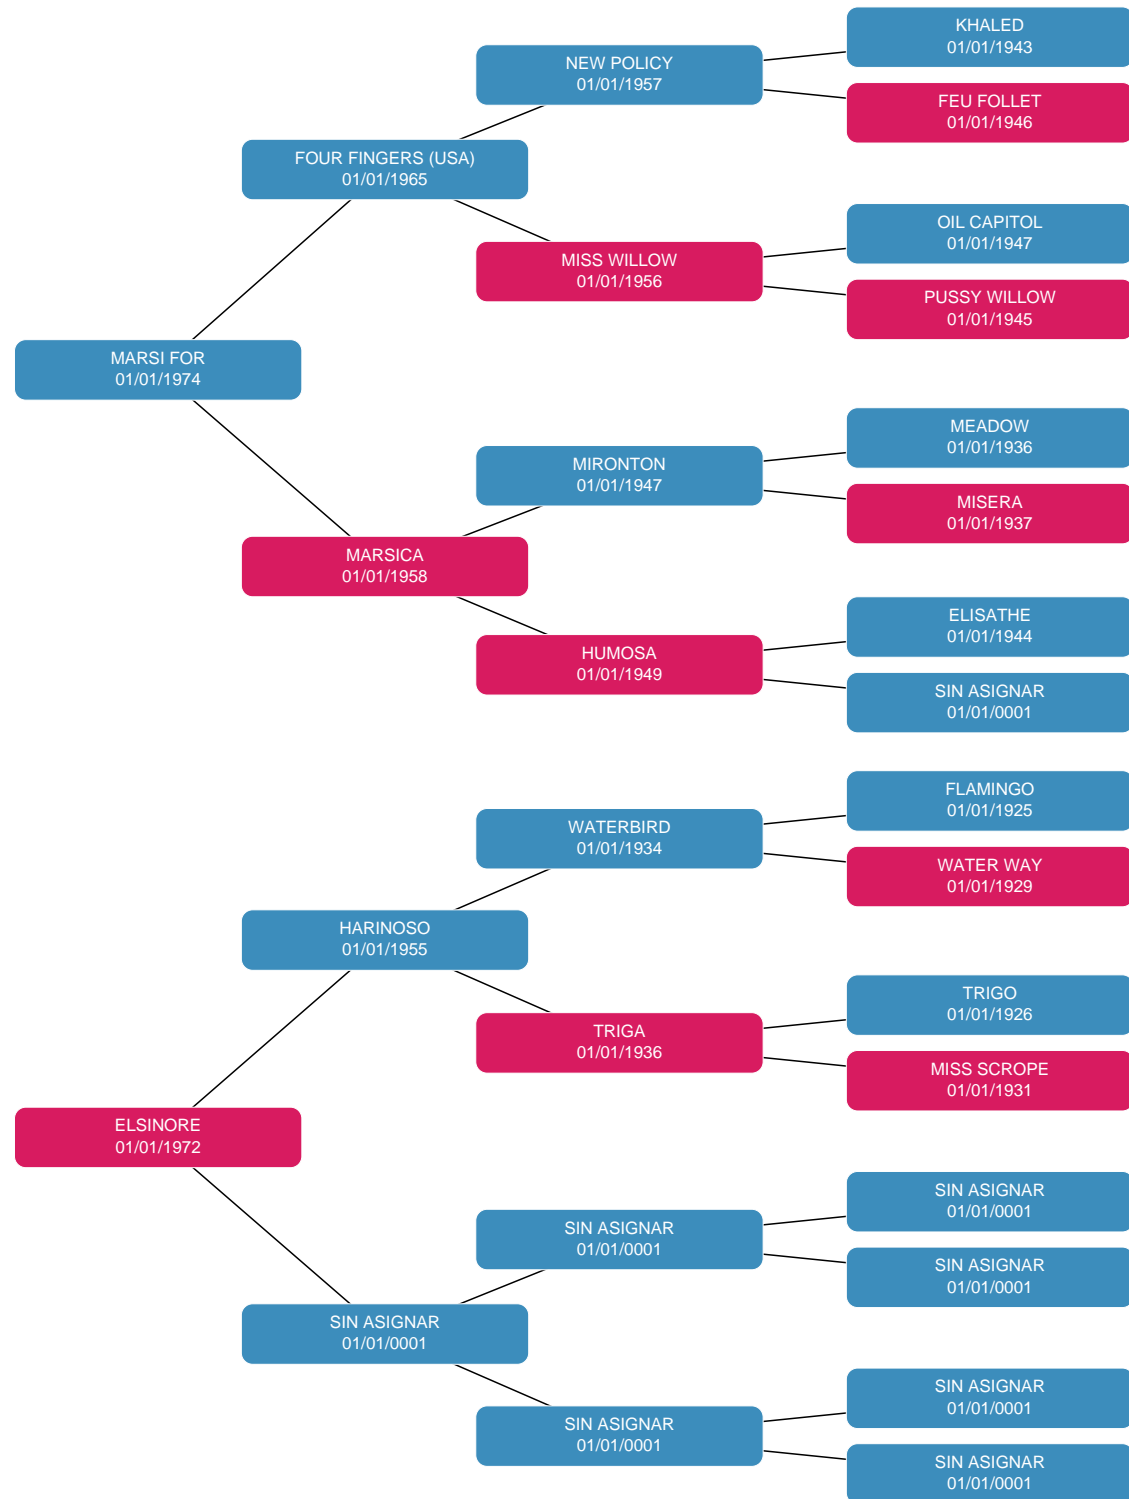 KHALED
01/01/1943
NEW POLICY
01/01/1957
FEU FOLLET
01/01/1946
FOUR FINGERS (USA)
01/01/1965
OIL CAPITOL
01/01/1947
MISS WILLOW
01/01/1956
PUSSY WILLOW
01/01/1945
MARSI FOR
01/01/1974
MEADOW
01/01/1936
MIRONTON
01/01/1947
MISERA
01/01/1937
MARSICA
01/01/1958
ELISATHE
01/01/1944
HUMOSA
01/01/1949
SIN ASIGNAR
01/01/0001
FLAMINGO
01/01/1925
WATERBIRD
01/01/1934
WATER WAY
01/01/1929
HARINOSO
01/01/1955
TRIGO
01/01/1926
TRIGA
01/01/1936
MISS SCROPE
01/01/1931
ELSINORE
01/01/1972
SIN ASIGNAR
01/01/0001
SIN ASIGNAR
01/01/0001
SIN ASIGNAR
01/01/0001
SIN ASIGNAR
01/01/0001
SIN ASIGNAR
01/01/0001
SIN ASIGNAR
01/01/0001
SIN ASIGNAR
01/01/0001